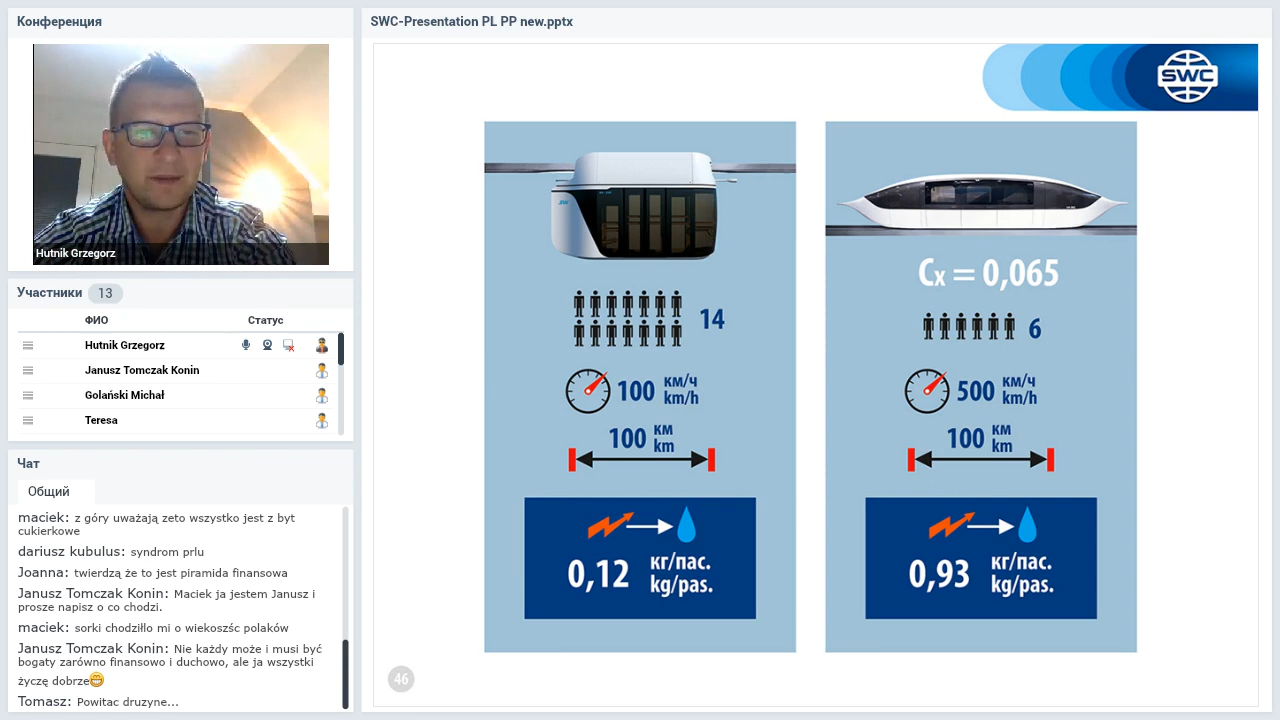 Конференция
Hutnik Grzegorz
Участники 13
ФИО Статус
Hutnik Grzegorz
Janusz Tomczak Konin
Golański Michał
Teresa
Чат
Общий
maciek: z góry uważają zeto wszystko jest z byt
cukierkowe
dariusz kubulus: syndrom prlu
Joanna: twierdzą że to jest piramida finansowa
Janusz Tomczak Konin: Maciek ja jestem Janusz i
prosze napisz o co chodzi.
maciek: sorki chodziłło mi o wiekoszśc polaków
Janusz Tomczak Konin: Nie każdy może i musi być
bogaty zarówno finansowo i duchowo, ale ja wszystki
życzę dobrze
Tomasz: Powitac druzyne...
SWC-Presentation PL PP new.pptx
SWC
14
100 км/ч
km/h
100 км
km
0,12 кг/пас.
kg/pas.
Cx = 0,065
6
500 км/ч
km/h
100 км
km
0,93 кг/пас.
kg/pas.
46